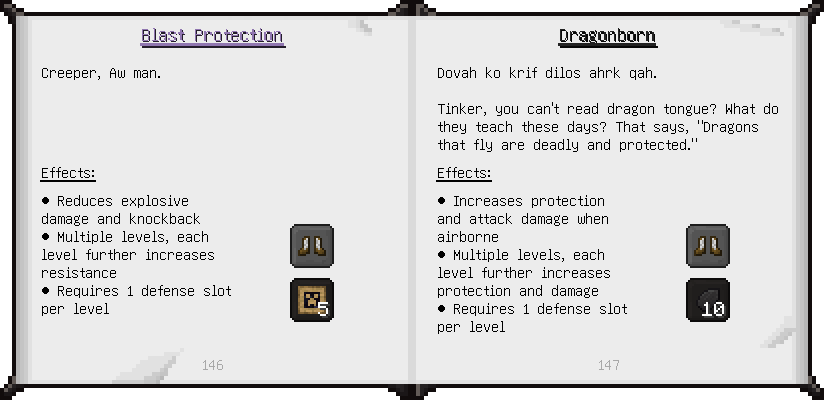 Blast Protection
Creeper, Aw man.
Effects:
• Reduces explosive
damage and knockback
• Multiple levels, each
level further increases
resistance
• Requires 1 defense slot
per level
5
146
Dragonborn
Dovah ko krif dilos ahrk qah.
Tinker, you can't read dragon tongue? What do
they teach these days? That says, "Dragons
that fly are deadly and protected."
Effects:
• Increases protection
and attack damage when
airborne
• Multiple levels, each
level further increases
protection and damage
• Requires 1 defense slot
per level
10
147